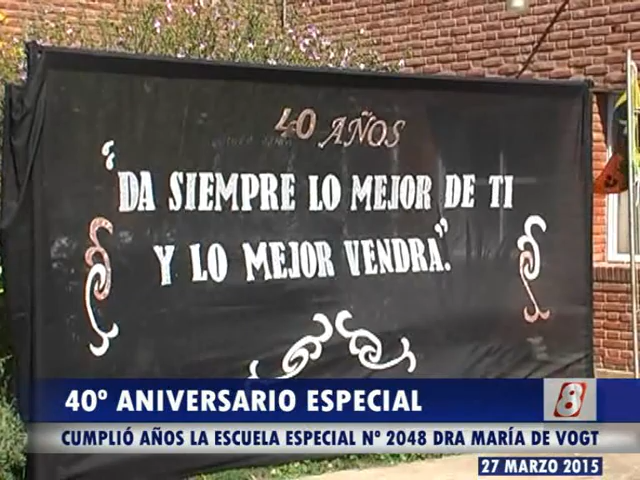 40 AÑOS
"DA SIEMPRE LO MEJOR DE TI
Y LO MEJOR VENDRA."
40º ANIVERSARIO ESPECIAL
8
CUMPLIÓ AÑOS LA ESCUELA ESPECIAL Nº 2048 DRA MARÍA DE VOGT
27 MARZO 2015